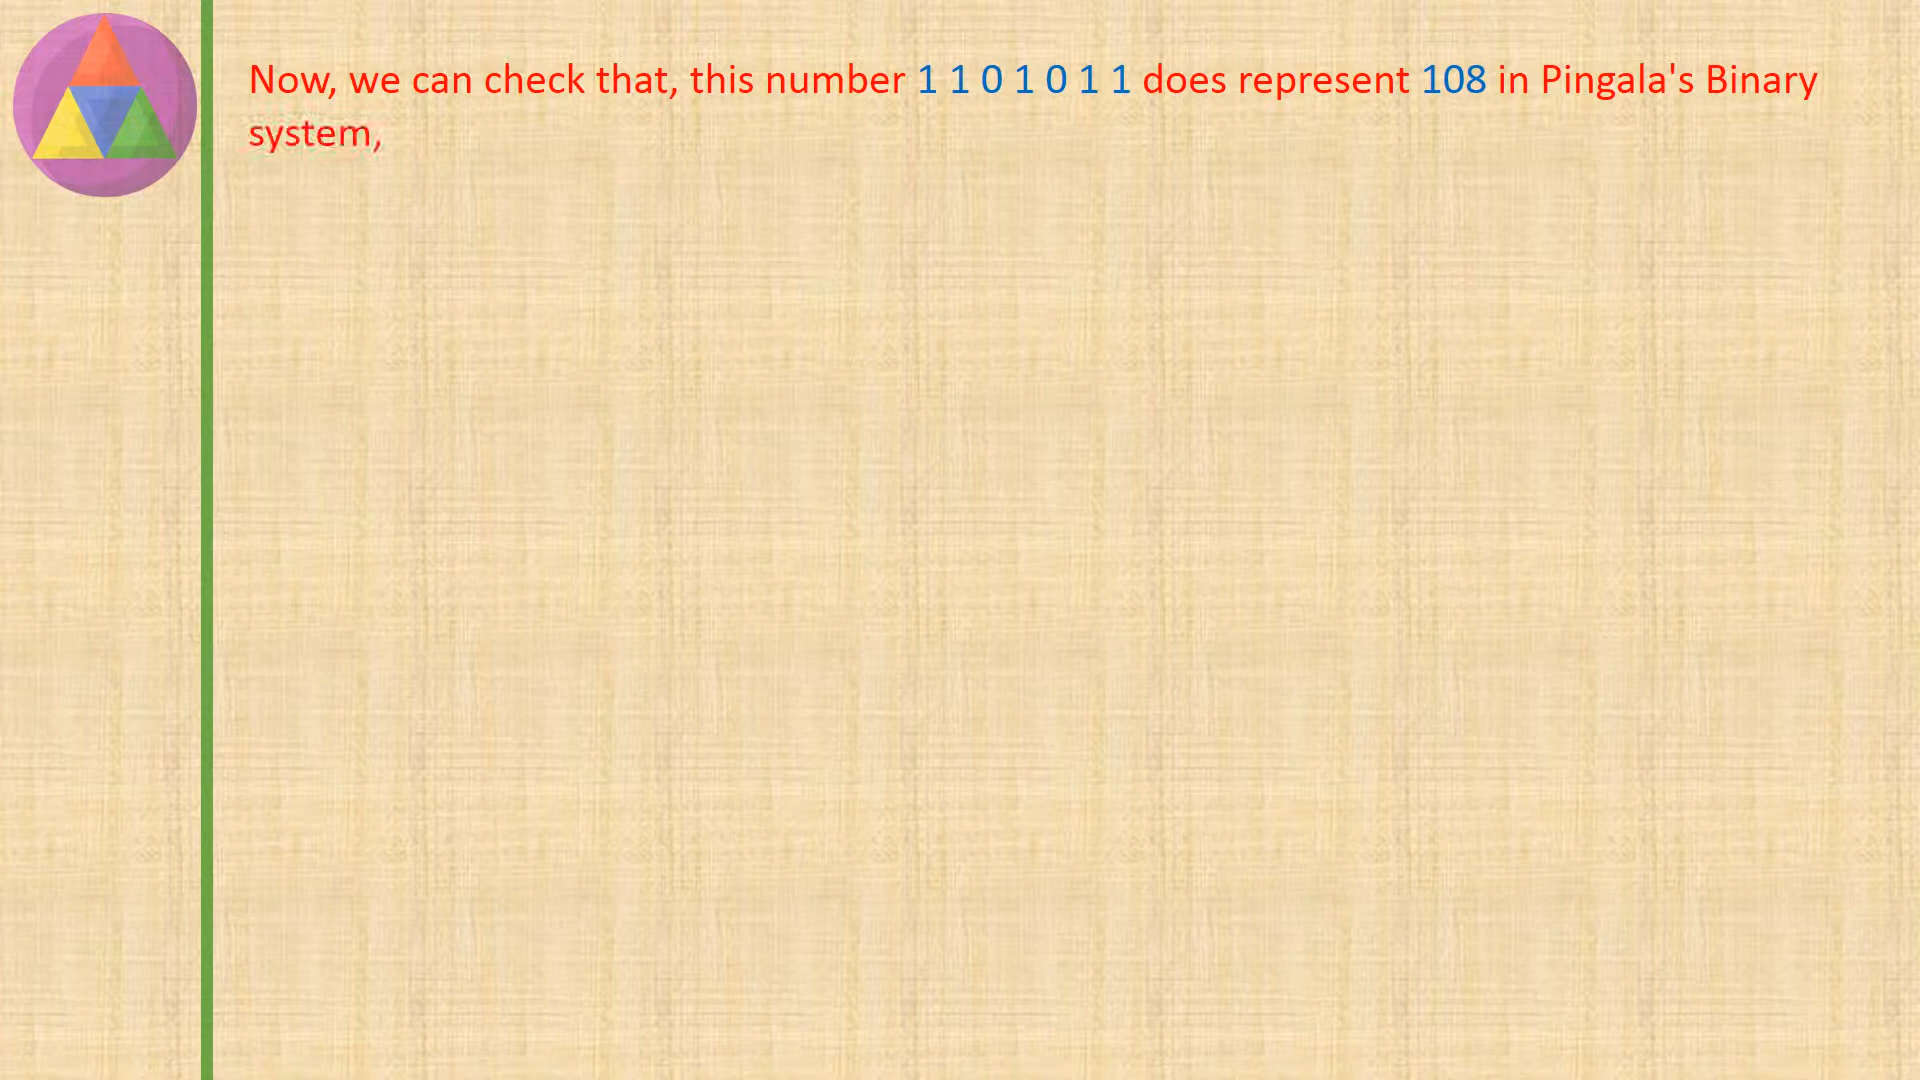 Now, we can check that, this number 1 1 0 1 0 1 1 does represent 108 in Pingala's Binary
system,